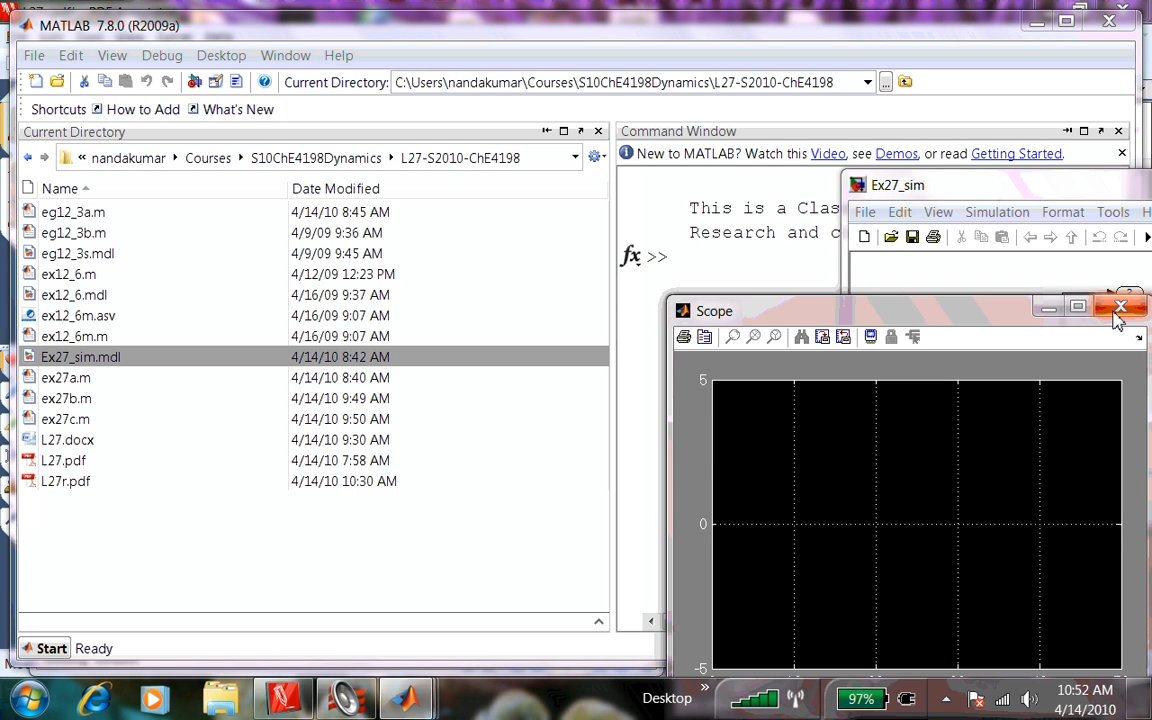 MATLAB 7.8.0 (R2009a)
File Edit View Debug Desktop Window Help
Current Directory: C:\Users\nandakumar\Courses\S10ChE4198Dynamics\L27-S2010-ChE4198
Shortcuts How to Add What's New
Current Directory
« nandakumar Courses S10ChE4198Dynamics L27-S2010-ChE4198
Name Date Modified
eg12_3a.m 4/14/10 8:45 AM
eg12_3b.m 4/9/09 9:36 AM
eg12_3s.mdl 4/9/09 9:45 AM
ex12_6.m 4/12/09 12:23 PM
ex12_6.mdl 4/16/09 9:37 AM
ex12_6m.asv 4/16/09 9:07 AM
ex12_6m.m 4/16/09 9:07 AM
Ex27_sim.mdl 4/14/10 8:42 AM
ex27a.m 4/14/10 8:40 AM
ex27b.m 4/14/10 9:49 AM
ex27c.m 4/14/10 9:50 AM
L27.docx 4/14/10 9:30 AM
L27.pdf 4/14/10 7:58 AM
L27r.pdf 4/14/10 10:30 AM
Command Window
New to MATLAB? Watch this Video, see Demos, or read Getting Started.
This is a Clas
Research and c
fx >>
Ex27_sim
File Edit View Simulation Format Tools H
Scope
5
0
-5
Start Ready
Desktop »
97%
10:52 AM
4/14/2010